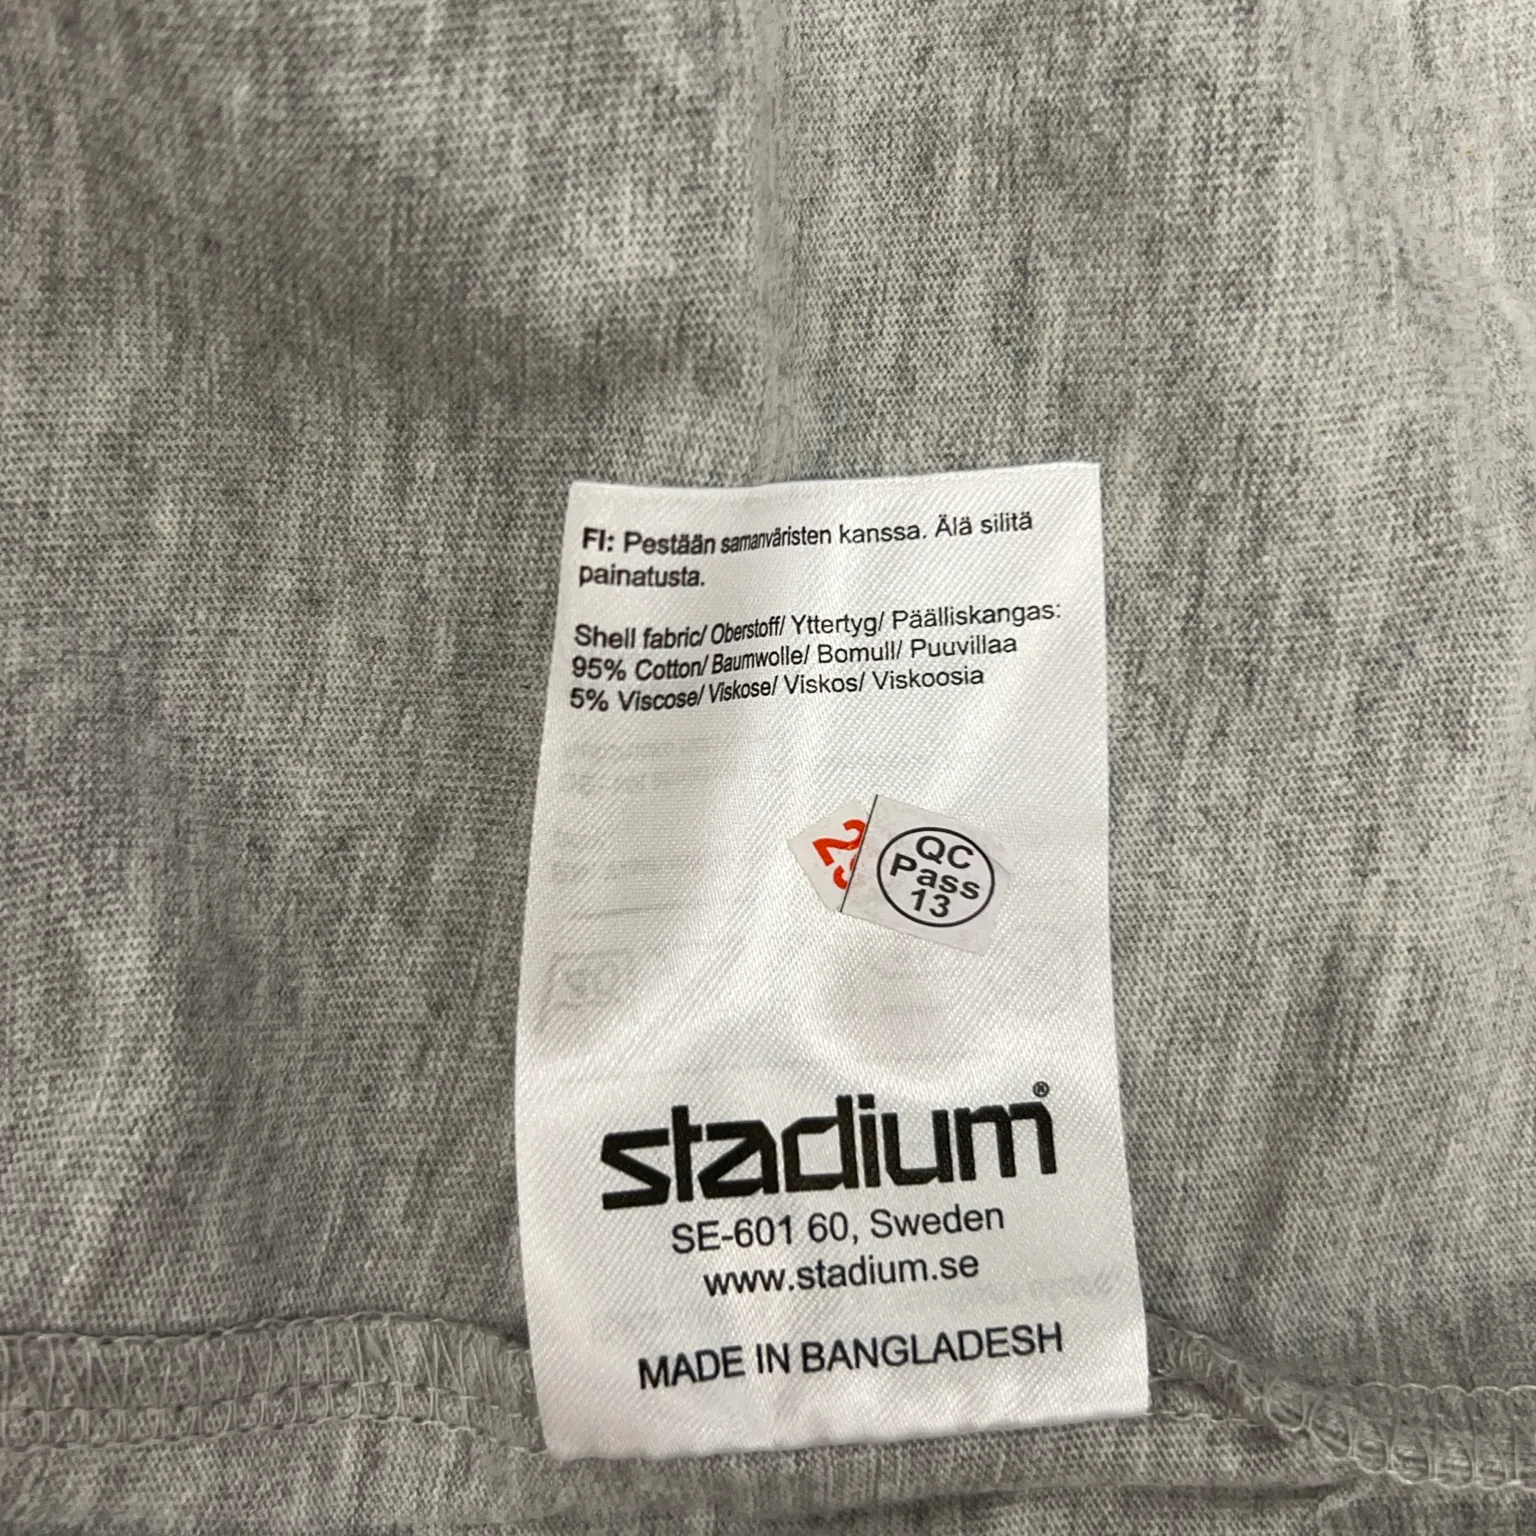 FI: Pestään samanväristen kanssa. Älä silitä
painatusta.
Shell fabric/ Oberstoff/ Yttertyg/ Päälliskangas:
95% Cotton/ Baumwolle/ Bomull/ Puuvillaa
5% Viscose/ Viskose/ Viskos/ Viskoosia
QC
Pass
13
stadium®
SE-601 60, Sweden
www.stadium.se
MADE IN BANGLADESH